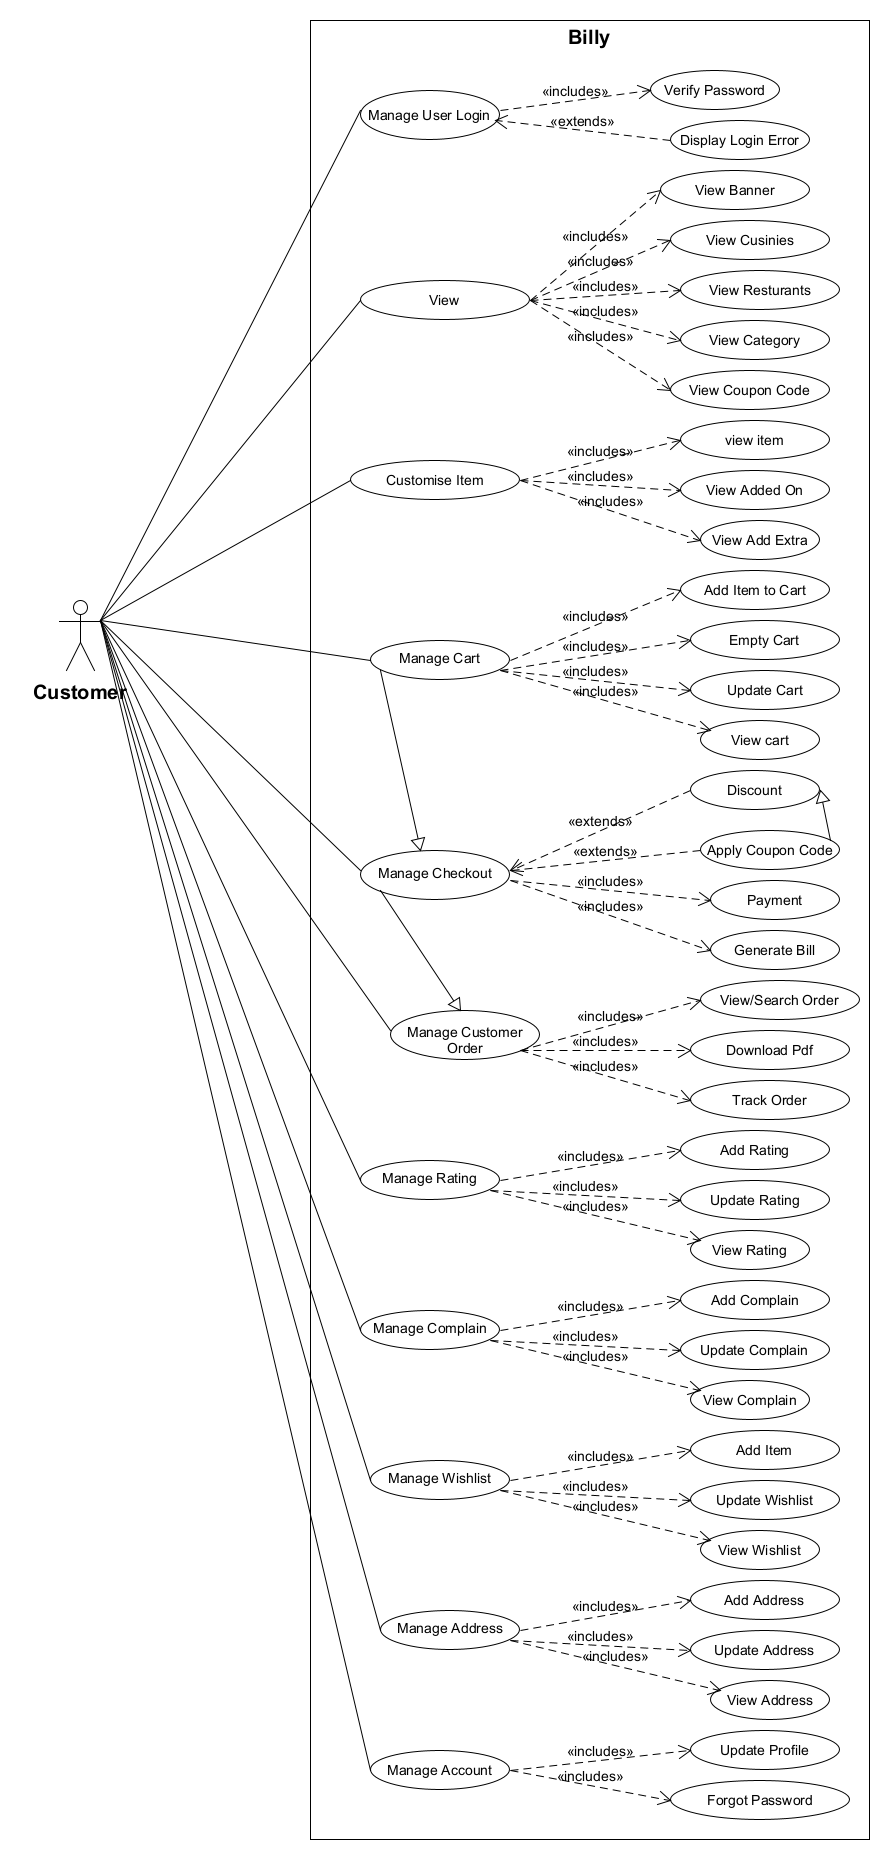 Billy
Manage User Login
«includes»
Verify Password
«extends»
Display Login Error
View
«includes»
View Banner
«includes»
View Cusinies
«includes»
View Resturants
«includes»
View Category
«includes»
View Coupon Code
Customise Item
«includes»
view item
«includes»
View Added On
«includes»
View Add Extra
Customer
Manage Cart
«includes»
Add Item to Cart
«includes»
Empty Cart
«includes»
Update Cart
«includes»
View cart
Manage Checkout
«extends»
Discount
«extends»
Apply Coupon Code
«includes»
Payment
«includes»
Generate Bill
Manage Customer
Order
«includes»
View/Search Order
«includes»
Download Pdf
«includes»
Track Order
Manage Rating
«includes»
Add Rating
«includes»
Update Rating
«includes»
View Rating
Manage Complain
«includes»
Add Complain
«includes»
Update Complain
«includes»
View Complain
Manage Wishlist
«includes»
Add Item
«includes»
Update Wishlist
«includes»
View Wishlist
Manage Address
«includes»
Add Address
«includes»
Update Address
«includes»
View Address
Manage Account
«includes»
Update Profile
«includes»
Forgot Password